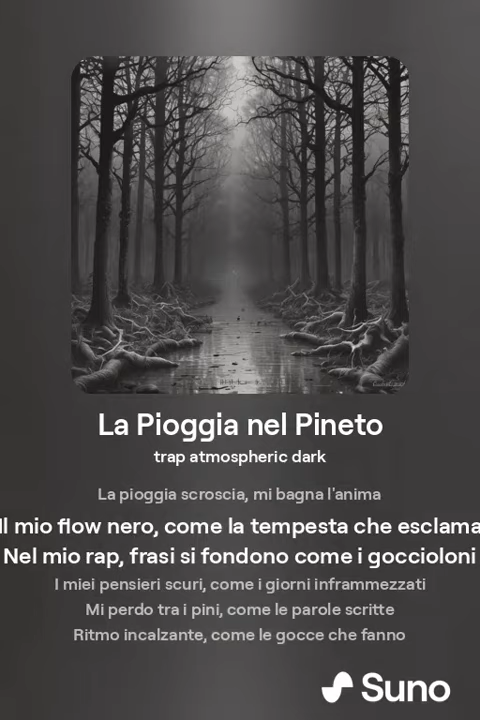 La Pioggia nel Pineto
trap atmospheric dark
La pioggia scroscia, mi bagna l'anima
Il mio flow nero, come la tempesta che esclama
Nel mio rap, frasi si fondono come i goccioloni
I miei pensieri scuri, come i giorni inframmezzati
Mi perdo tra i pini, come le parole scritte
Ritmo incalzante, come le gocce che fanno
Suno